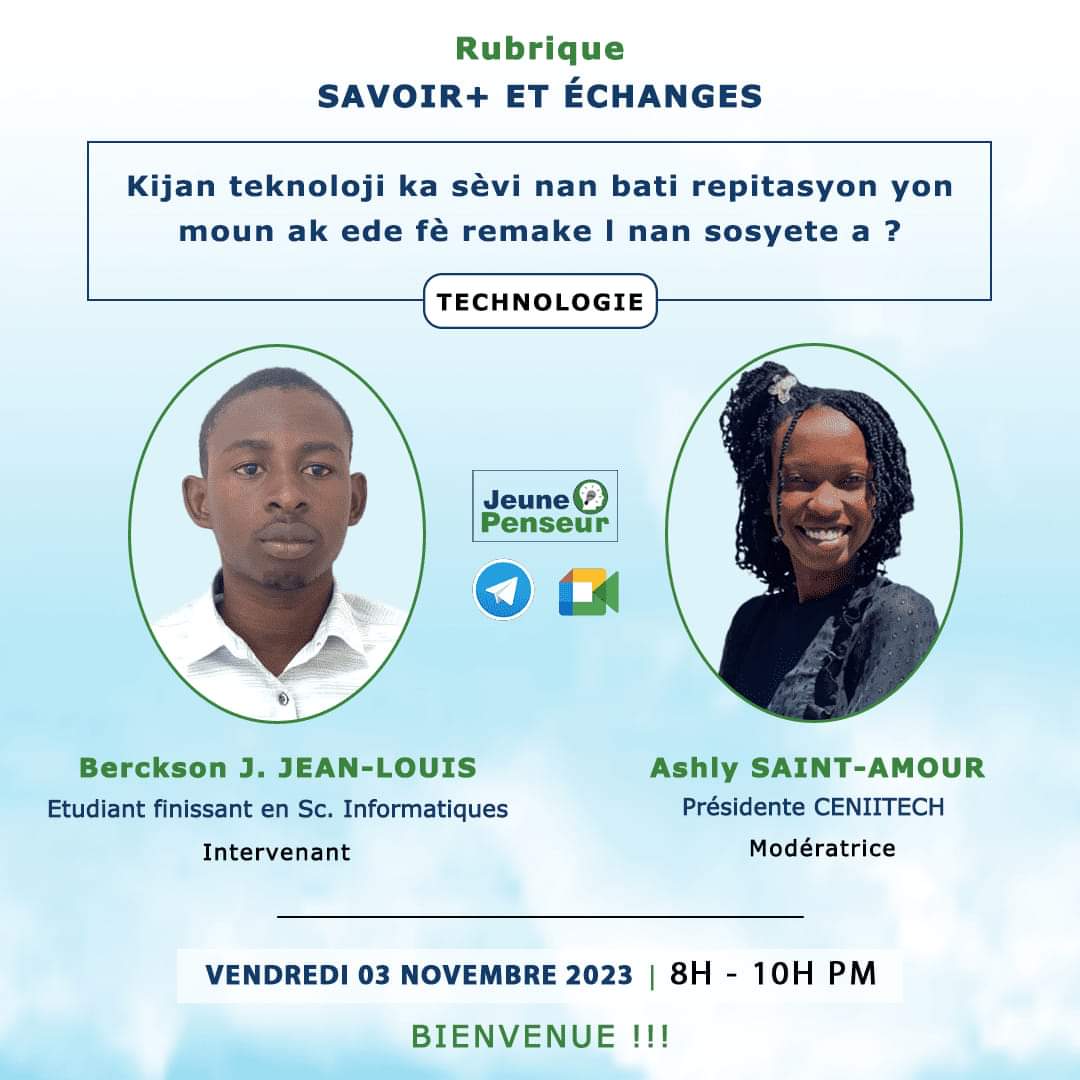 Rubrique
SAVOIR+ ET ÉCHANGES
Kijan teknoloji ka sèvi nan bati repitasyon yon
moun ak ede fè remake l nan sosyete a ?
TECHNOLOGIE
Jeune
Penseur
Berckson J. JEAN-LOUIS
Etudiant finissant en Sc. Informatiques
Intervenant
Ashly SAINT-AMOUR
Présidente CENIITECH
Modératrice
VENDREDI 03 NOVEMBRE 2023 | 8H - 10H PM
BIENVENUE !!!